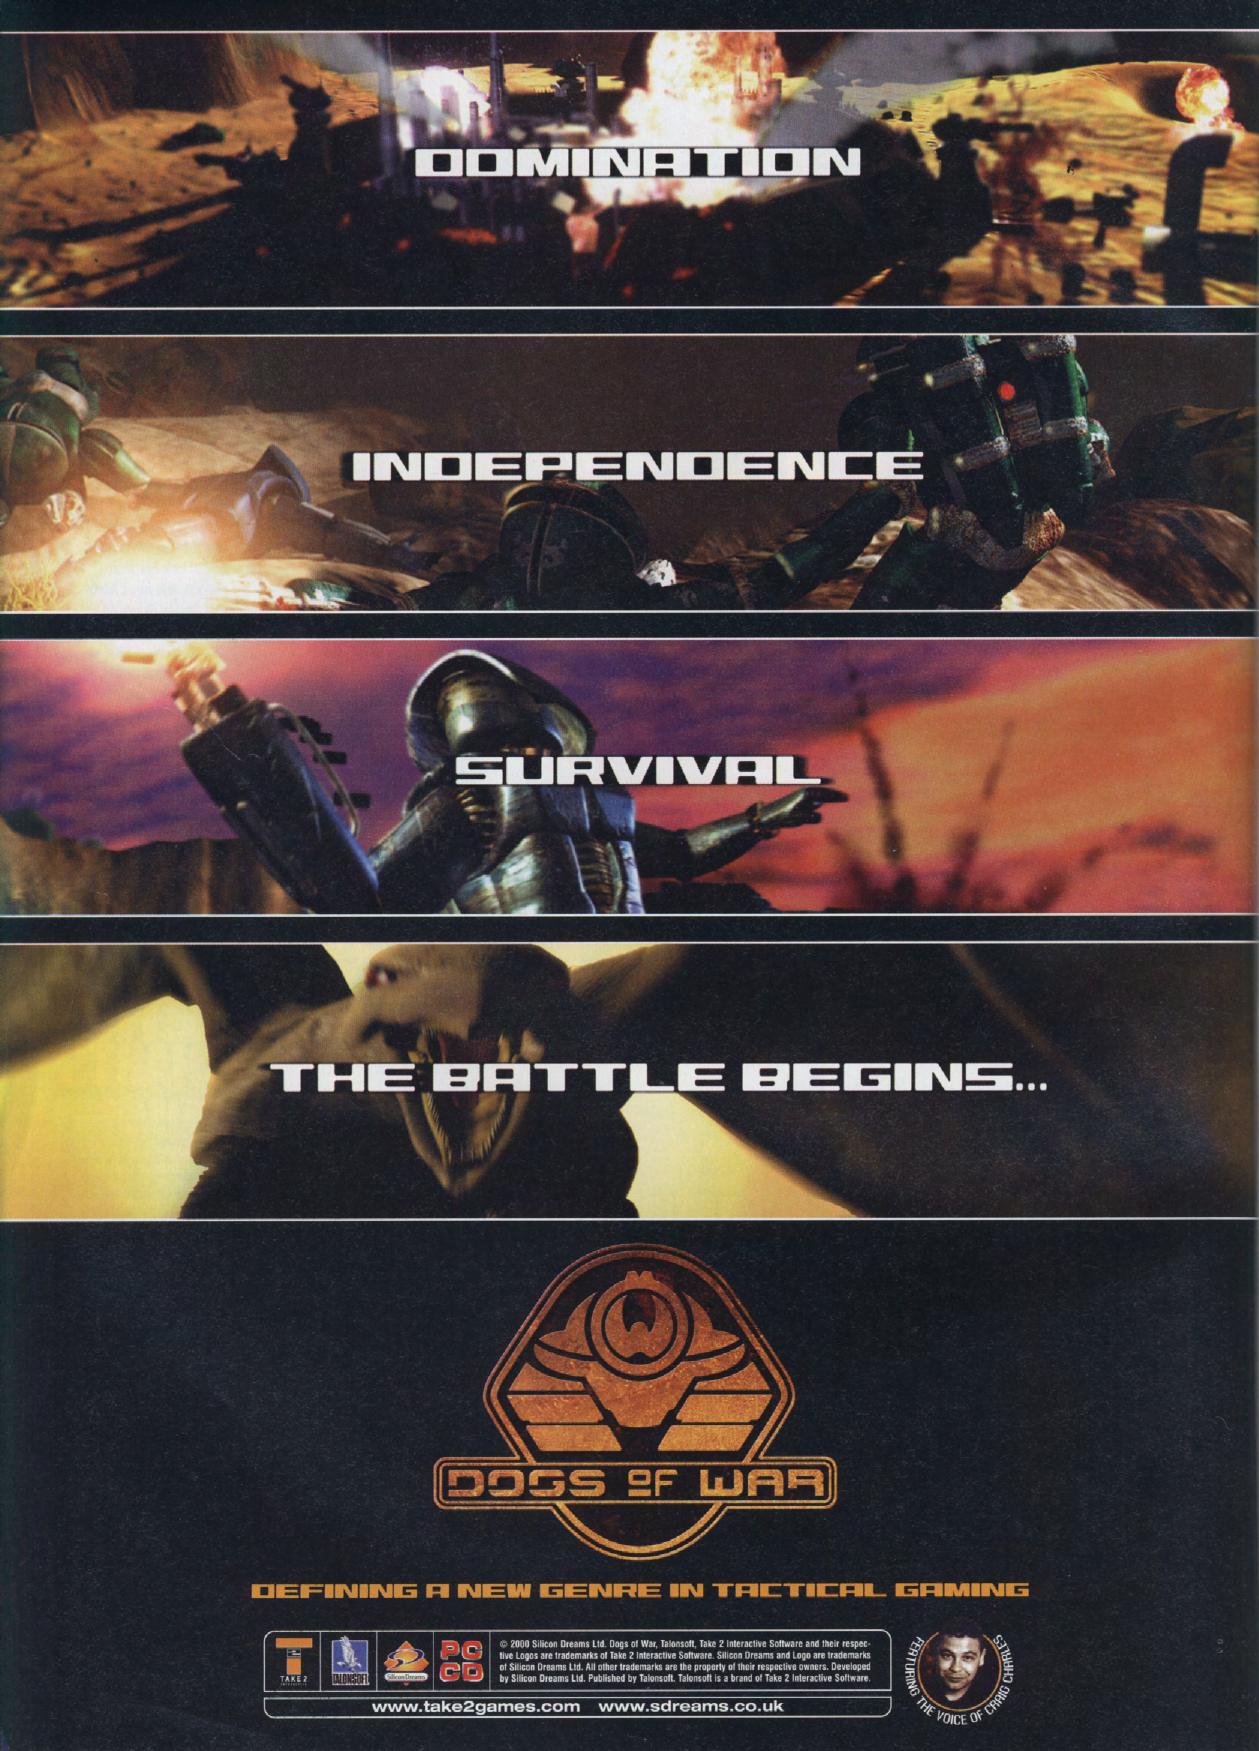 DOMINATION
INDEPENDENCE
SURVIVAL
THE BATTLE BEGINS...
DOGS OF WAR
DEFINING A NEW GENRE IN TACTICAL GAMING
TAKE 2
INTERACTIVE
TALONSOFT
Silicon Dreams
PC
CD
© 2000 Silicon Dreams Ltd. Dogs of War, Talonsoft, Take 2 Interactive Software and their respec-
tive Logos are trademarks of Take 2 Interactive Software. Silicon Dreams and Logo are trademarks
of Silicon Dreams Ltd. All other trademarks are the property of their respective owners. Developed
by Silicon Dreams Ltd. Published by Talonsoft. Talonsoft is a brand of Take 2 Interactive Software.
www.take2games.com www.sdreams.co.uk
FEATURING THE VOICE OF CRAIG CHARLES